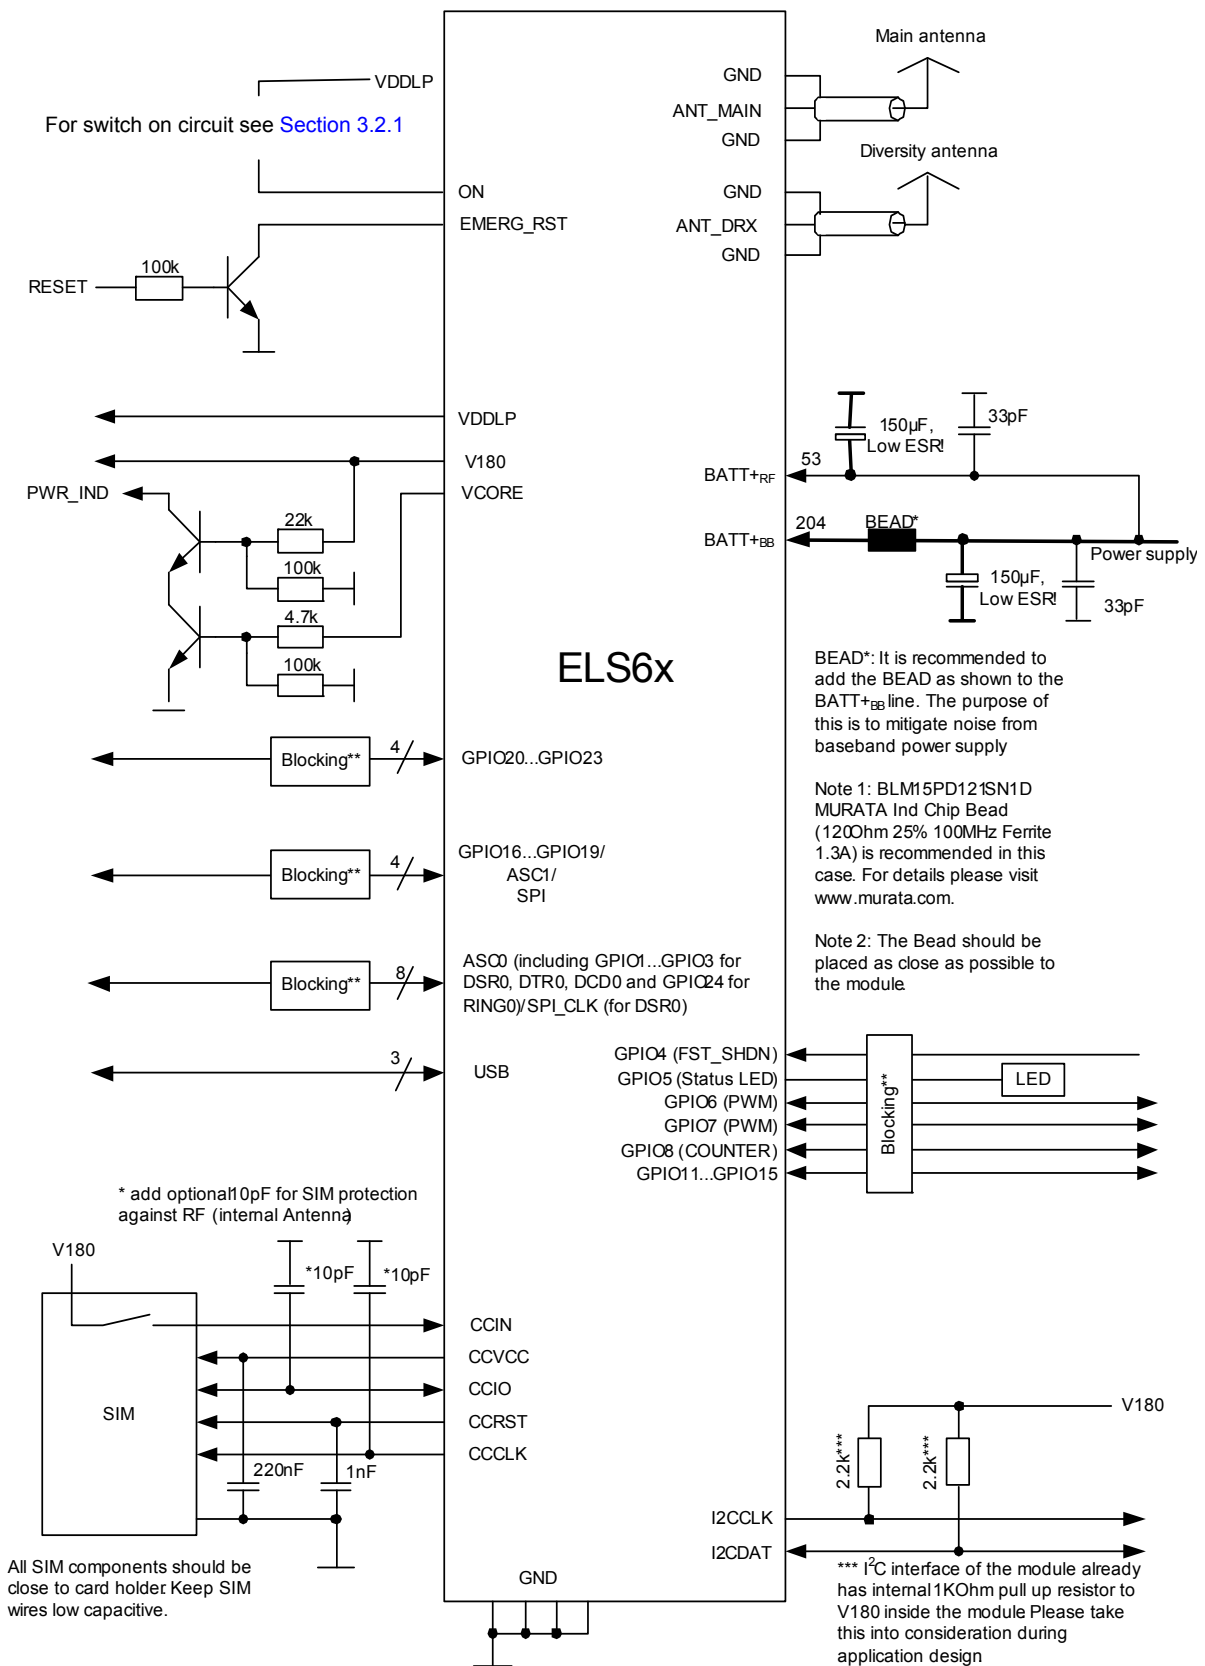 Main antenna
VDDLP
GND
ANT_MAIN
GND
For switch on circuit see Section 3.2.1
Diversity antenna
ON
EMERG_RST
GND
ANT_DRX
GND
RESET
100k
VDDLP
V180
VCORE
PWR_IND
22k
100k
4.7k
100k
150µF,
Low ESR!
33pF
BATT+RF
53
BATT+BB
204
BEAD*
Power supply
150µF,
Low ESR!
33pF
ELS6x
BEAD*: It is recommended to
add the BEAD as shown to the
BATT+BB line. The purpose of
this is to mitigate noise from
baseband power supply
Note 1: BLM15PD121SN1D
MURATA Ind Chip Bead
(120Ohm 25% 100MHz Ferrite
1.3A) is recommended in this
case. For details please visit
www.murata.com.
Note 2: The Bead should be
placed as close as possible to
the module.
Blocking**
4
GPIO20...GPIO23
Blocking**
4
GPIO16...GPIO19/
ASC1/
SPI
Blocking**
8
ASC0 (including GPIO1...GPIO3 for
DSR0, DTR0, DCD0 and GPIO24 for
RING0)/SPI_CLK (for DSR0)
3
USB
GPIO4 (FST_SHDN)
GPIO5 (Status LED)
GPIO6 (PWM)
GPIO7 (PWM)
GPIO8 (COUNTER)
GPIO11...GPIO15
Blocking**
LED
* add optional 10pF for SIM protection
against RF (internal Antenna)
V180
*10pF
*10pF
SIM
CCIN
CCVCC
CCIO
CCRST
CCCLK
220nF
1nF
All SIM components should be
close to card holder. Keep SIM
wires low capacitive.
V180
2.2k***
2.2k***
I2CCLK
I2CDAT
*** I2C interface of the module already
has internal 1KOhm pull up resistor to
V180 inside the module. Please take
this into consideration during
application design
GND